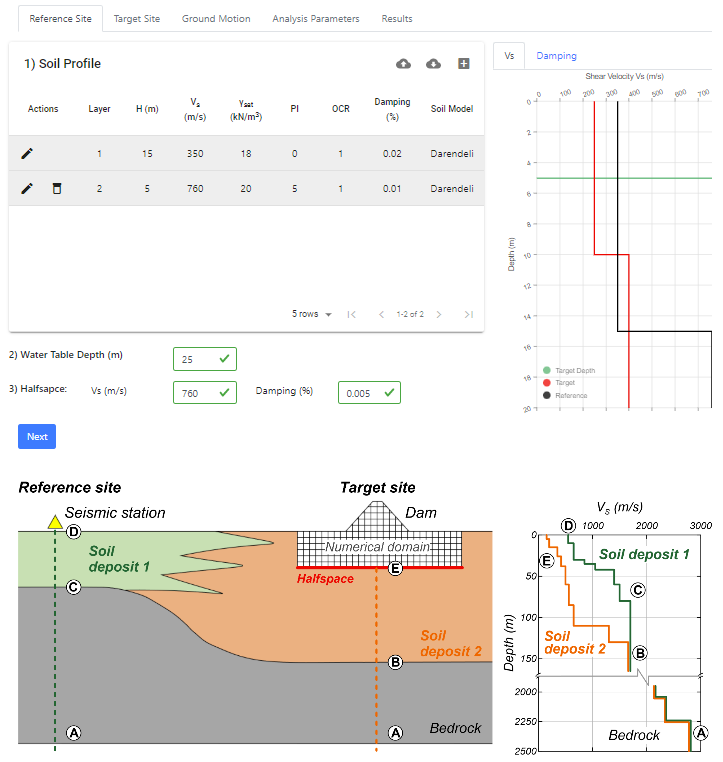 Reference Site Target Site Ground Motion Analysis Parameters Results
1) Soil Profile
Actions Layer H (m) Vs (m/s) γsat (kN/m³) PI OCR Damping (%) Soil Model
1 15 350 18 0 1 0.02 Darendeli
2 5 760 20 5 1 0.01 Darendeli
5 rows 1-2 of 2
2) Water Table Depth (m) 25
3) Halfsapce: Vs (m/s) 760 Damping (%) 0.005
Next
Vs Damping
Shear Velocity Vs (m/s)
0 100 200 300 400 500 600 700
0
2
4
6
8
10
12
14
16
18
20
Depth (m)
Target Depth
Target
Reference
Reference site
Target site
Seismic station
Dam
D
Soil
deposit 1
Numerical domain
E
Halfspace
C
Soil
deposit 2
B
A
A
Bedrock
Vs (m/s)
D 1000 2000 3000
0
50
100
150
2000
2250
2500
Depth (m)
E
Soil deposit 1
C
Soil
deposit 2
B
Bedrock
A